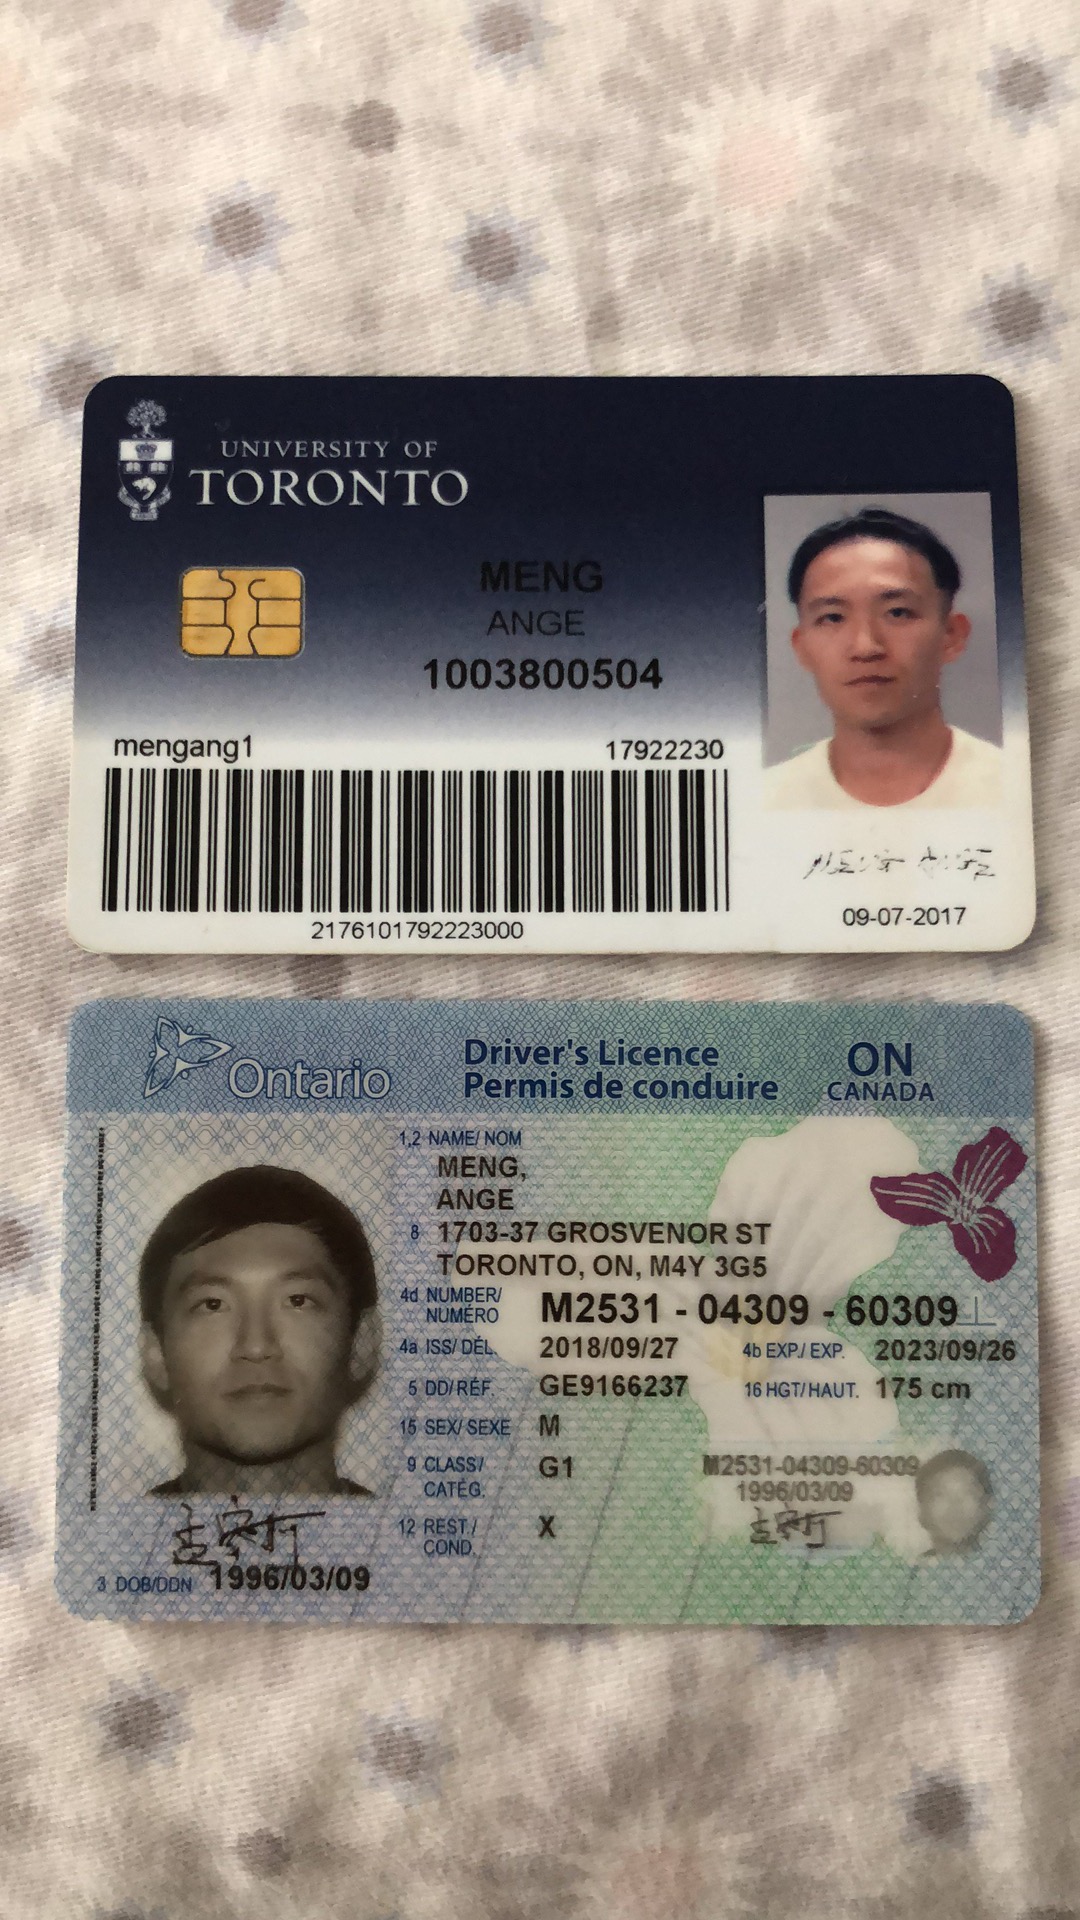 UNIVERSITY OF
TORONTO
MENG
ANGE
1003800504
mengang1 17922230
2176101792223000
MENG ANGE
09-07-2017
Ontario
Driver's Licence
Permis de conduire
ON
CANADA
1,2 NAME/ NOM
MENG,
ANGE
8 1703-37 GROSVENOR ST
TORONTO, ON, M4Y 3G5
4d NUMBER/
NUMÉRO
M2531 - 04309 - 60309
4a ISS/ DÉL. 2018/09/27 4b EXP./ EXP. 2023/09/26
5 DD/ RÉF. GE9166237 16 HGT/ HAUT. 175 cm
15 SEX/ SEXE M
9 CLASS/
CATÉG.
G1
12 REST./
COND.
X
M2531-04309-60309
1996/03/09
3 DOB/DDN 1996/03/09